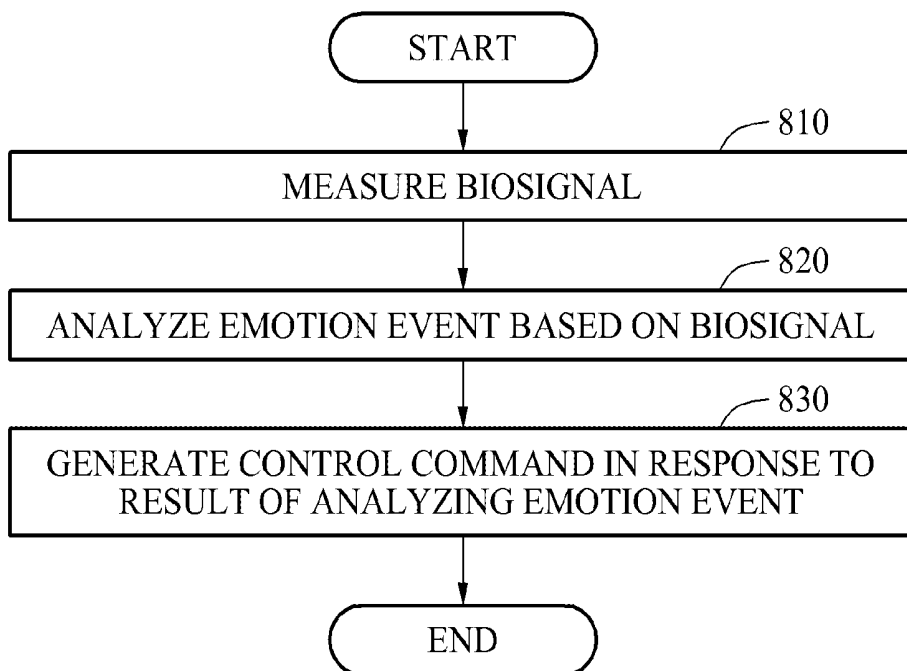 START
810
MEASURE BIOSIGNAL
820
ANALYZE EMOTION EVENT BASED ON BIOSIGNAL
830
GENERATE CONTROL COMMAND IN RESPONSE TO
RESULT OF ANALYZING EMOTION EVENT
END